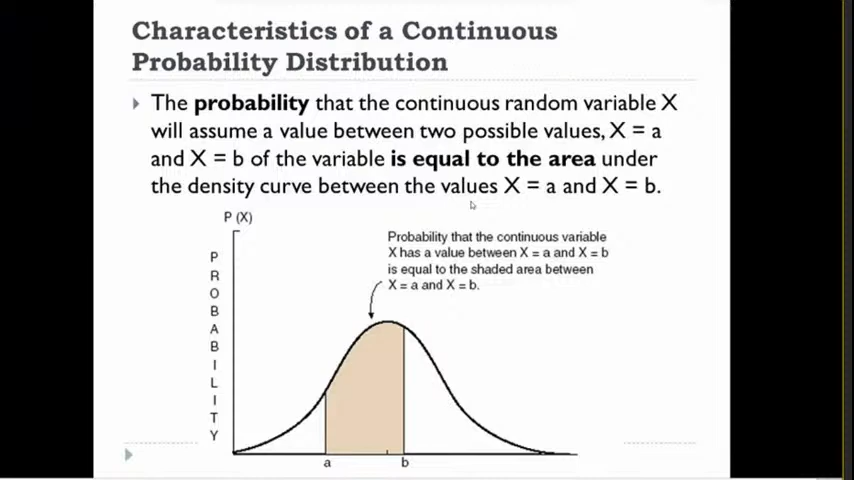 Characteristics of a Continuous
Probability Distribution
The probability that the continuous random variable X
will assume a value between two possible values, X = a
and X = b of the variable is equal to the area under
the density curve between the values X = a and X = b.
P (X)
Probability that the continuous variable
X has a value between X = a and X = b
is equal to the shaded area between
X = a and X = b.
PROBABILITY
a
b